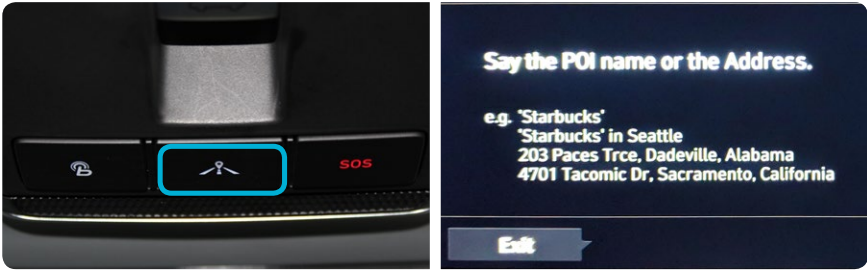 SOS
Say the POI name or the Address.
e.g. 'Starbucks'
'Starbucks' in Seattle
203 Paces Trce, Dadeville, Alabama
4701 Tacomic Dr, Sacramento, California
Exit